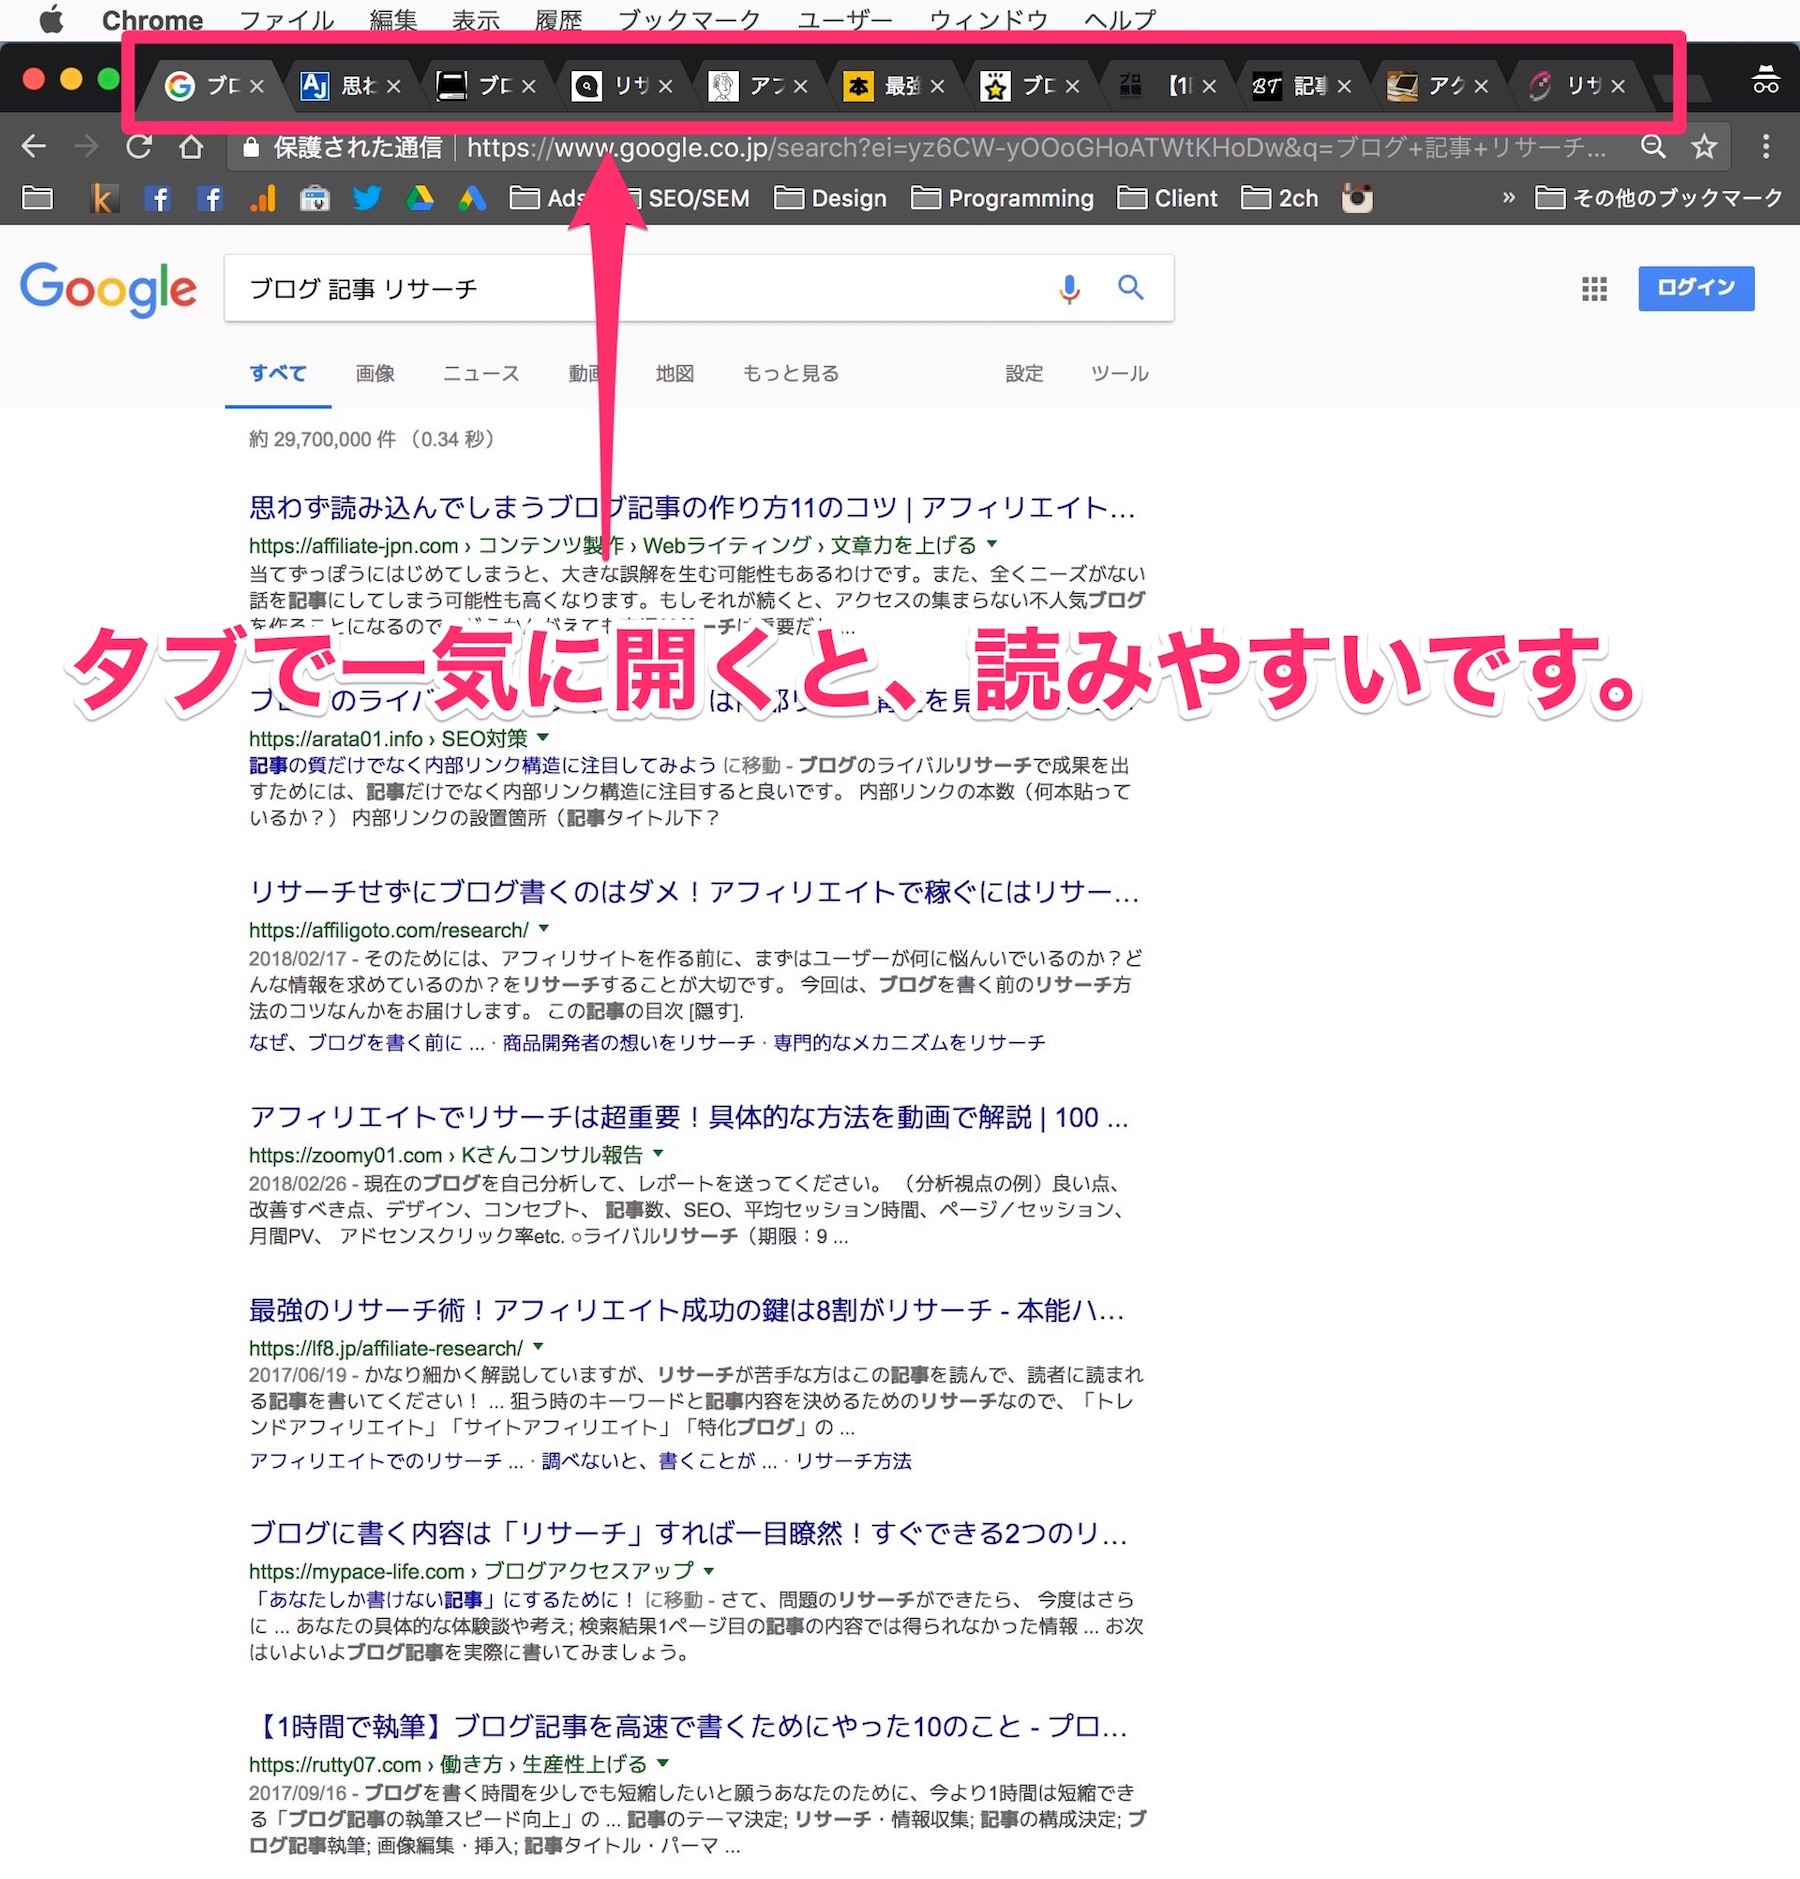 Chrome ファイル 編集 表示 履歴 ブックマーク ユーザー ウィンドウ ヘルプ
ブロ 思わ ブロ リサ アフ 本 最強 ブロ プロ無職 【1 BT 記事 アク リサ
保護された通信 https://www.google.co.jp/search?ei=yz6CW-yOOoGHoATWtKHoDw&q=ブログ+記事+リサーチ...
Ads SEO/SEM Design Programming Client 2ch » その他のブックマーク
Google ブログ 記事 リサーチ ログイン
すべて 画像 ニュース 動画 地図 もっと見る 設定 ツール
約 29,700,000 件 （0.34 秒）
思わず読み込んでしまうブログ記事の作り方11のコツ | アフィリエイト...
https://affiliate-jpn.com › コンテンツ製作 › Webライティング › 文章力を上げる
当てずっぽうにはじめてしまうと、大きな誤解を生む可能性もあるわけです。また、全くニーズがない
話を記事にしてしまう可能性も高くなります。もしそれが続くと、アクセスの集まらない不人気ブログ
を作ることになるので
タブで一気に開くと、読みやすいです。
https://arata01.info › SEO対策
記事の質だけでなく内部リンク構造に注目してみよう に移動 - ブログのライバルリサーチで成果を出
すためには、記事だけでなく内部リンク構造に注目すると良いです。 内部リンクの本数（何本貼って
いるか？） 内部リンクの設置箇所（記事タイトル下？
リサーチせずにブログ書くのはダメ！アフィリエイトで稼ぐにはリサー...
https://affiligoto.com/research/
2018/02/17 - そのためには、アフィリサイトを作る前に、まずはユーザーが何に悩んいでいるのか？ど
んな情報を求めているのか？をリサーチすることが大切です。 今回は、ブログを書く前のリサーチ方
法のコツなんかをお届けします。 この記事の目次 [隠す].
なぜ、ブログを書く前に ... · 商品開発者の想いをリサーチ · 専門的なメカニズムをリサーチ
アフィリエイトでリサーチは超重要！具体的な方法を動画で解説 | 100 ...
https://zoomy01.com › Kさんコンサル報告
2018/02/26 - 現在のブログを自己分析して、レポートを送ってください。 （分析視点の例）良い点、
改善すべき点、デザイン、コンセプト、 記事数、SEO、平均セッション時間、ページ／セッション、
月間PV、 アドセンスクリック率etc. ○ライバルリサーチ（期限：9 ...
最強のリサーチ術！アフィリエイト成功の鍵は8割がリサーチ - 本能ハ...
https://lf8.jp/affiliate-research/
2017/06/19 - かなり細かく解説していますが、リサーチが苦手な方はこの記事を読んで、読者に読まれ
る記事を書いてください！ ... 狙う時のキーワードと記事内容を決めるためのリサーチなので、「トレ
ンドアフィリエイト」「サイトアフィリエイト」「特化ブログ」の ...
アフィリエイトでのリサーチ ... · 調べないと、書くことが ... · リサーチ方法
ブログに書く内容は「リサーチ」すれば一目瞭然！すぐできる2つのリ...
https://mypace-life.com › ブログアクセスアップ
「あなたしか書けない記事」にするために！ に移動 - さて、問題のリサーチができたら、 今度はさら
に ... あなたの具体的な体験談や考え; 検索結果1ページ目の記事の内容では得られなかった情報 ... お次
はいよいよブログ記事を実際に書いてみましょう。
【1時間で執筆】ブログ記事を高速で書くためにやった10のこと - プロ...
https://rutty07.com › 働き方 › 生産性上げる
2017/09/16 - ブログを書く時間を少しでも短縮したいと願うあなたのために、今より1時間は短縮でき
る「ブログ記事の執筆スピード向上」の ... 記事のテーマ決定; リサーチ・情報収集; 記事の構成決定; ブ
ログ記事執筆; 画像編集・挿入; 記事タイトル・パーマ ...